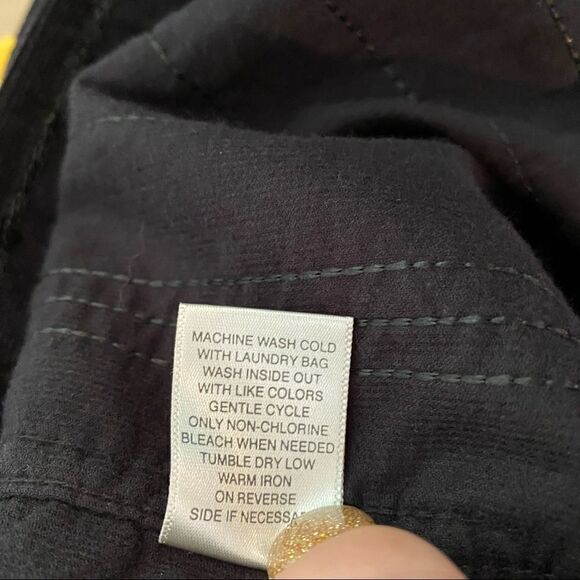 MACHINE WASH COLD
WITH LAUNDRY BAG
WASH INSIDE OUT
WITH LIKE COLORS
GENTLE CYCLE
ONLY NON-CHLORINE
BLEACH WHEN NEEDED
TUMBLE DRY LOW
WARM IRON
ON REVERSE
SIDE IF NECESSARY